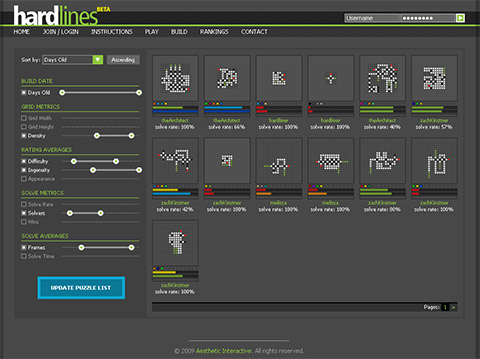 hardlines BETA
Username
HOME JOIN / LOGIN INSTRUCTIONS PLAY BUILD RANKINGS CONTACT
Sort by: Days Old Ascending
BUILD DATE
Days Old
GRID METRICS
Grid Width
Grid Height
Density
RATING AVERAGES
Difficulty
Ingenuity
Appearance
SOLVE METRICS
Solve Rate
Solvers
Wins
SOLVE AVERAGES
Frames
Solve Time
UPDATE PUZZLE LIST
theArchitect theArchitect hardliner hardliner theArchitect zachKinstner
solve rate: 100% solve rate: 66% solve rate: 100% solve rate: 100% solve rate: 40% solve rate: 57%
zachKinstner zachKinstner melissa melissa zachKinstner zachKinstner
solve rate: 42% solve rate: 100% solve rate: 100% solve rate: 100% solve rate: 80% solve rate: 100%
zachKinstner
solve rate: 100%
Pages: 1 >
© 2009 Aesthetic Interactive. All rights reserved.